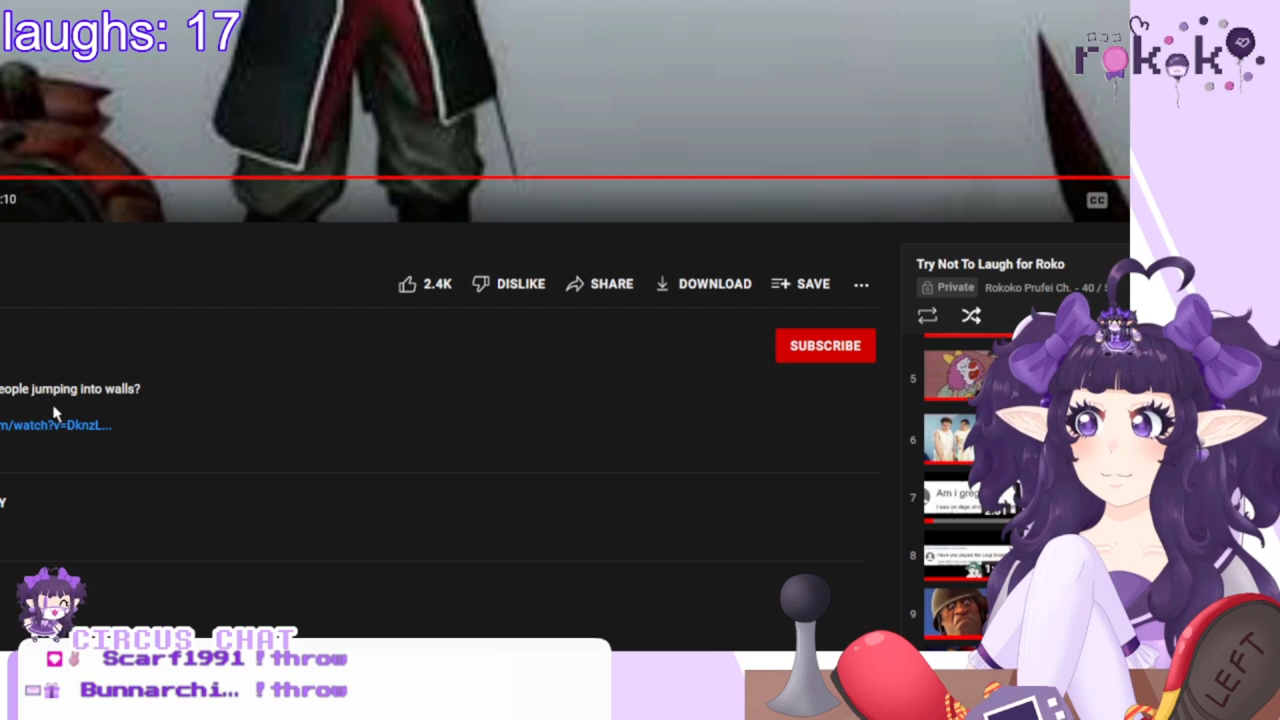 laughs: 17
rokoko
:10
CC
2.4K
DISLIKE
SHARE
DOWNLOAD
SAVE
...
Try Not To Laugh for Roko
Private
Rokoko Prufei Ch. - 40 /
SUBSCRIBE
eople jumping into walls?
m/watch?v=DknzL...
Y
5
6
7
Am i greg
8
9
CIRCUS CHAT
Scarf1991 !throw
Bunnarchi... !throw
LEFT